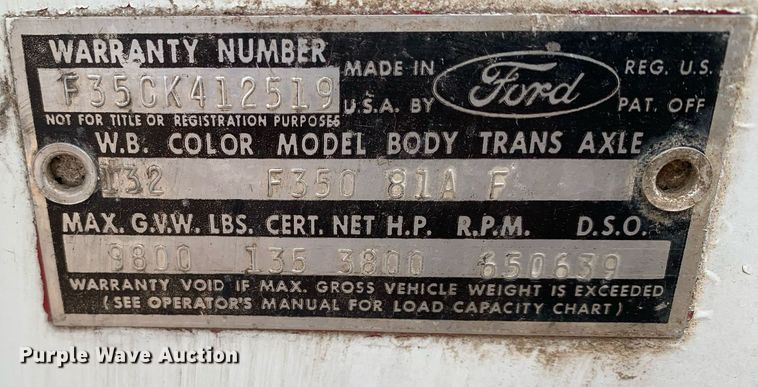 WARRANTY NUMBER
F35CK412519
NOT FOR TITLE OR REGISTRATION PURPOSES
MADE IN
U.S.A. BY
Ford
REG. U.S.
PAT. OFF
W.B. COLOR MODEL BODY TRANS AXLE
132 F350 81A F
MAX. G.V.W. LBS. CERT. NET H.P. R.P.M. D.S.O.
9800 135 3800 650639
WARRANTY VOID IF MAX. GROSS VEHICLE WEIGHT IS EXCEEDED
(SEE OPERATOR'S MANUAL FOR LOAD CAPACITY CHART)
Purple Wave Auction